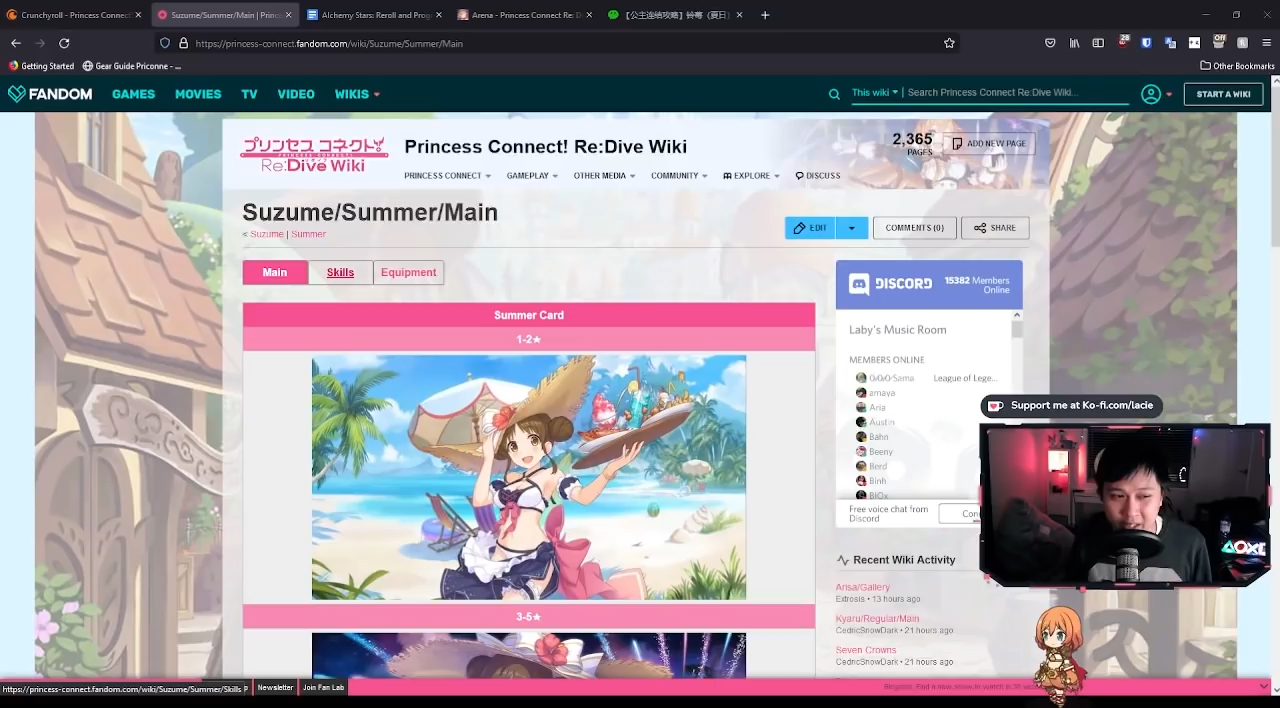 Crunchyroll - Princess Connect
Suzume/Summer/Main | Princ
Alchemy Stars: Reroll and Prog
Arena - Princess Connect Re: D
【公主连结攻略】铃莓（夏日）
https://princess-connect.fandom.com/wiki/Suzume/Summer/Main
28
Off
Getting Started
Gear Guide Priconne - ...
Other Bookmarks
FANDOM
GAMES
MOVIES
TV
VIDEO
WIKIS
This wiki
Search Princess Connect Re:Dive Wiki...
START A WIKI
プリンセス コネクト!
PRINCESS CONNECT!
Re:Dive Wiki
Princess Connect! Re:Dive Wiki
2,365
PAGES
ADD NEW PAGE
PRINCESS CONNECT
GAMEPLAY
OTHER MEDIA
COMMUNITY
EXPLORE
DISCUSS
Suzume/Summer/Main
< Suzume | Summer
EDIT
COMMENTS (0)
SHARE
Main
Skills
Equipment
Summer Card
1-2★
3-5★
DISCORD
15382 Members
Online
Laby's Music Room
MEMBERS ONLINE
League of Lege...
amaya
Aria
Austin
Bahn
Beeny
Berd
Binh
BiOx
Free voice chat from
Discord
Support me at Ko-fi.com/lacie
Recent Wiki Activity
Arisa/Gallery
Extrosis • 13 hours ago
Kyaru/Regular/Main
CedricSnowDark • 21 hours ago
Seven Crowns
CedricSnowDark • 21 hours ago
https://princess-connect.fandom.com/wiki/Suzume/Summer/Skills
Newsletter
Join Fan Lab